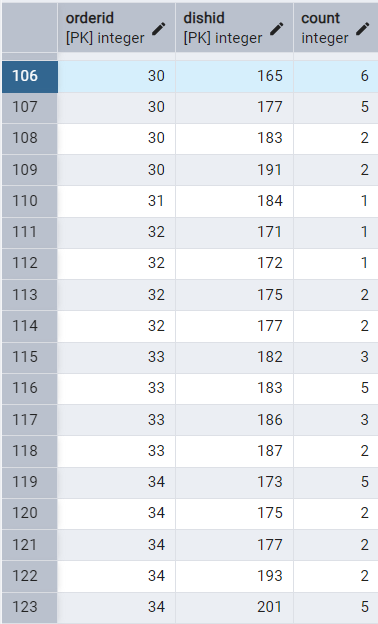 orderid dishid count
[PK] integer [PK] integer integer
106 30 165 6
107 30 177 5
108 30 183 2
109 30 191 2
110 31 184 1
111 32 171 1
112 32 172 1
113 32 175 2
114 32 177 2
115 33 182 3
116 33 183 5
117 33 186 3
118 33 187 2
119 34 173 5
120 34 175 2
121 34 177 2
122 34 193 2
123 34 201 5